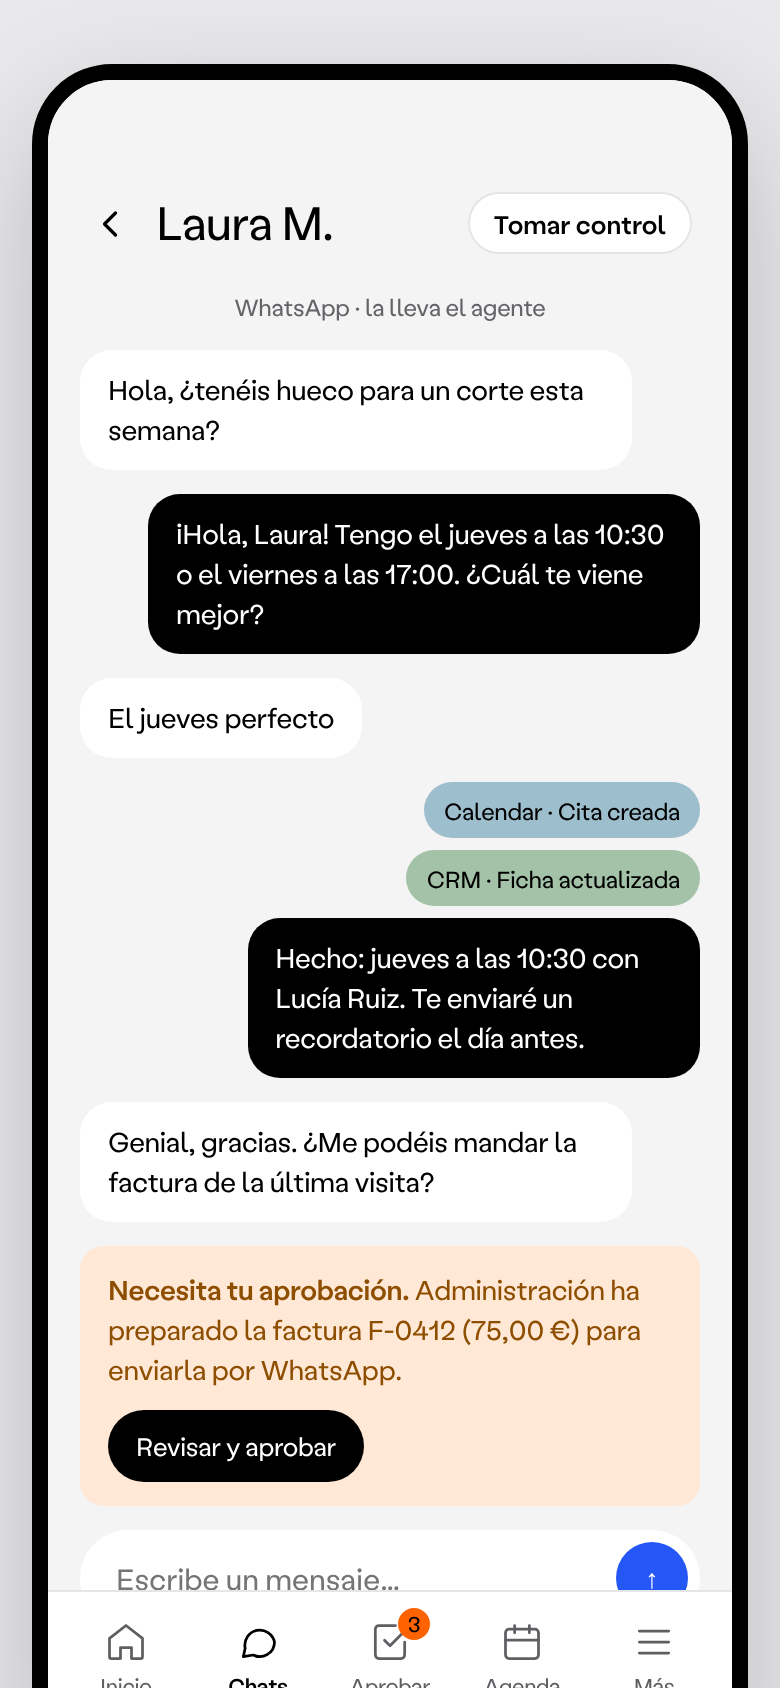 Laura M.
Tomar control
WhatsApp · la lleva el agente
Hola, ¿tenéis hueco para un corte esta
semana?
¡Hola, Laura! Tengo el jueves a las 10:30
o el viernes a las 17:00. ¿Cuál te viene
mejor?
El jueves perfecto
Calendar · Cita creada
CRM · Ficha actualizada
Hecho: jueves a las 10:30 con
Lucía Ruiz. Te enviaré un
recordatorio el día antes.
Genial, gracias. ¿Me podéis mandar la
factura de la última visita?
Necesita tu aprobación. Administración ha
preparado la factura F-0412 (75,00 €) para
enviarla por WhatsApp.
Revisar y aprobar
Escribe un mensaje...
↑
3
Inicio
Chats
Aprobar
Agenda
Más